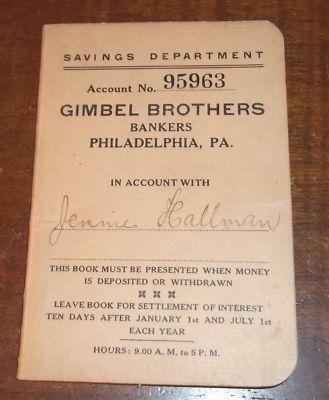 SAVINGS DEPARTMENT
Account No. 95963
GIMBEL BROTHERS
BANKERS
PHILADELPHIA, PA.
IN ACCOUNT WITH
Jennie Hallman
THIS BOOK MUST BE PRESENTED WHEN MONEY
IS DEPOSITED OR WITHDRAWN
LEAVE BOOK FOR SETTLEMENT OF INTEREST
TEN DAYS AFTER JANUARY 1st AND JULY 1st
EACH YEAR
HOURS: 9.00 A. M. to 5 P. M.